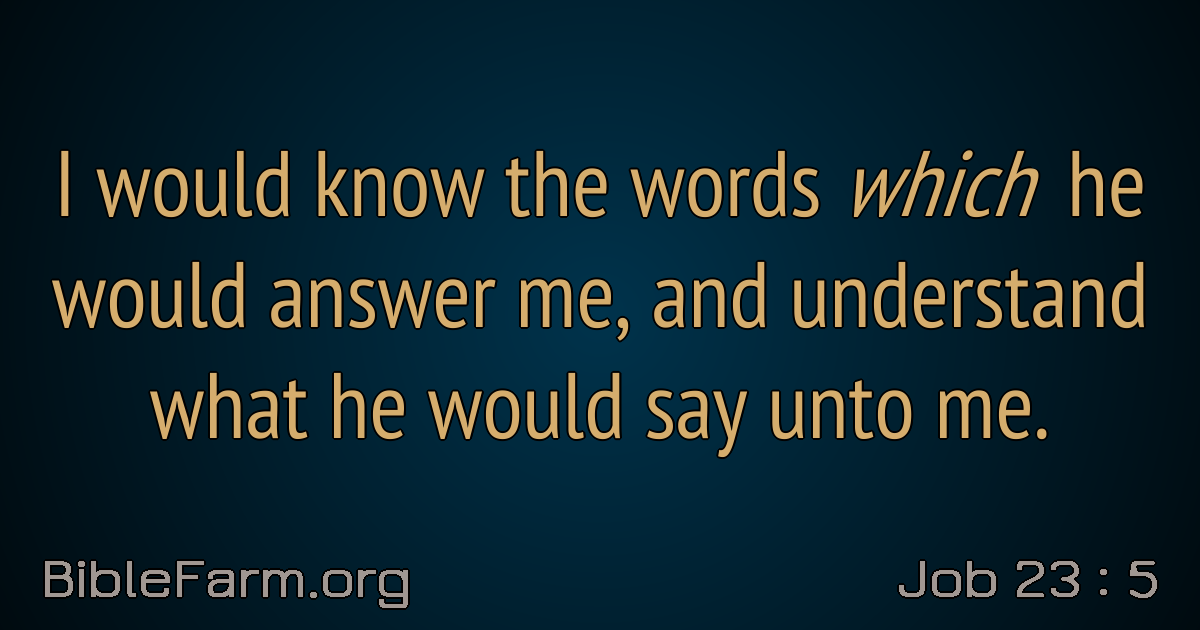 I would know the words which he
would answer me, and understand
what he would say unto me.
BibleFarm.org
Job 23 : 5